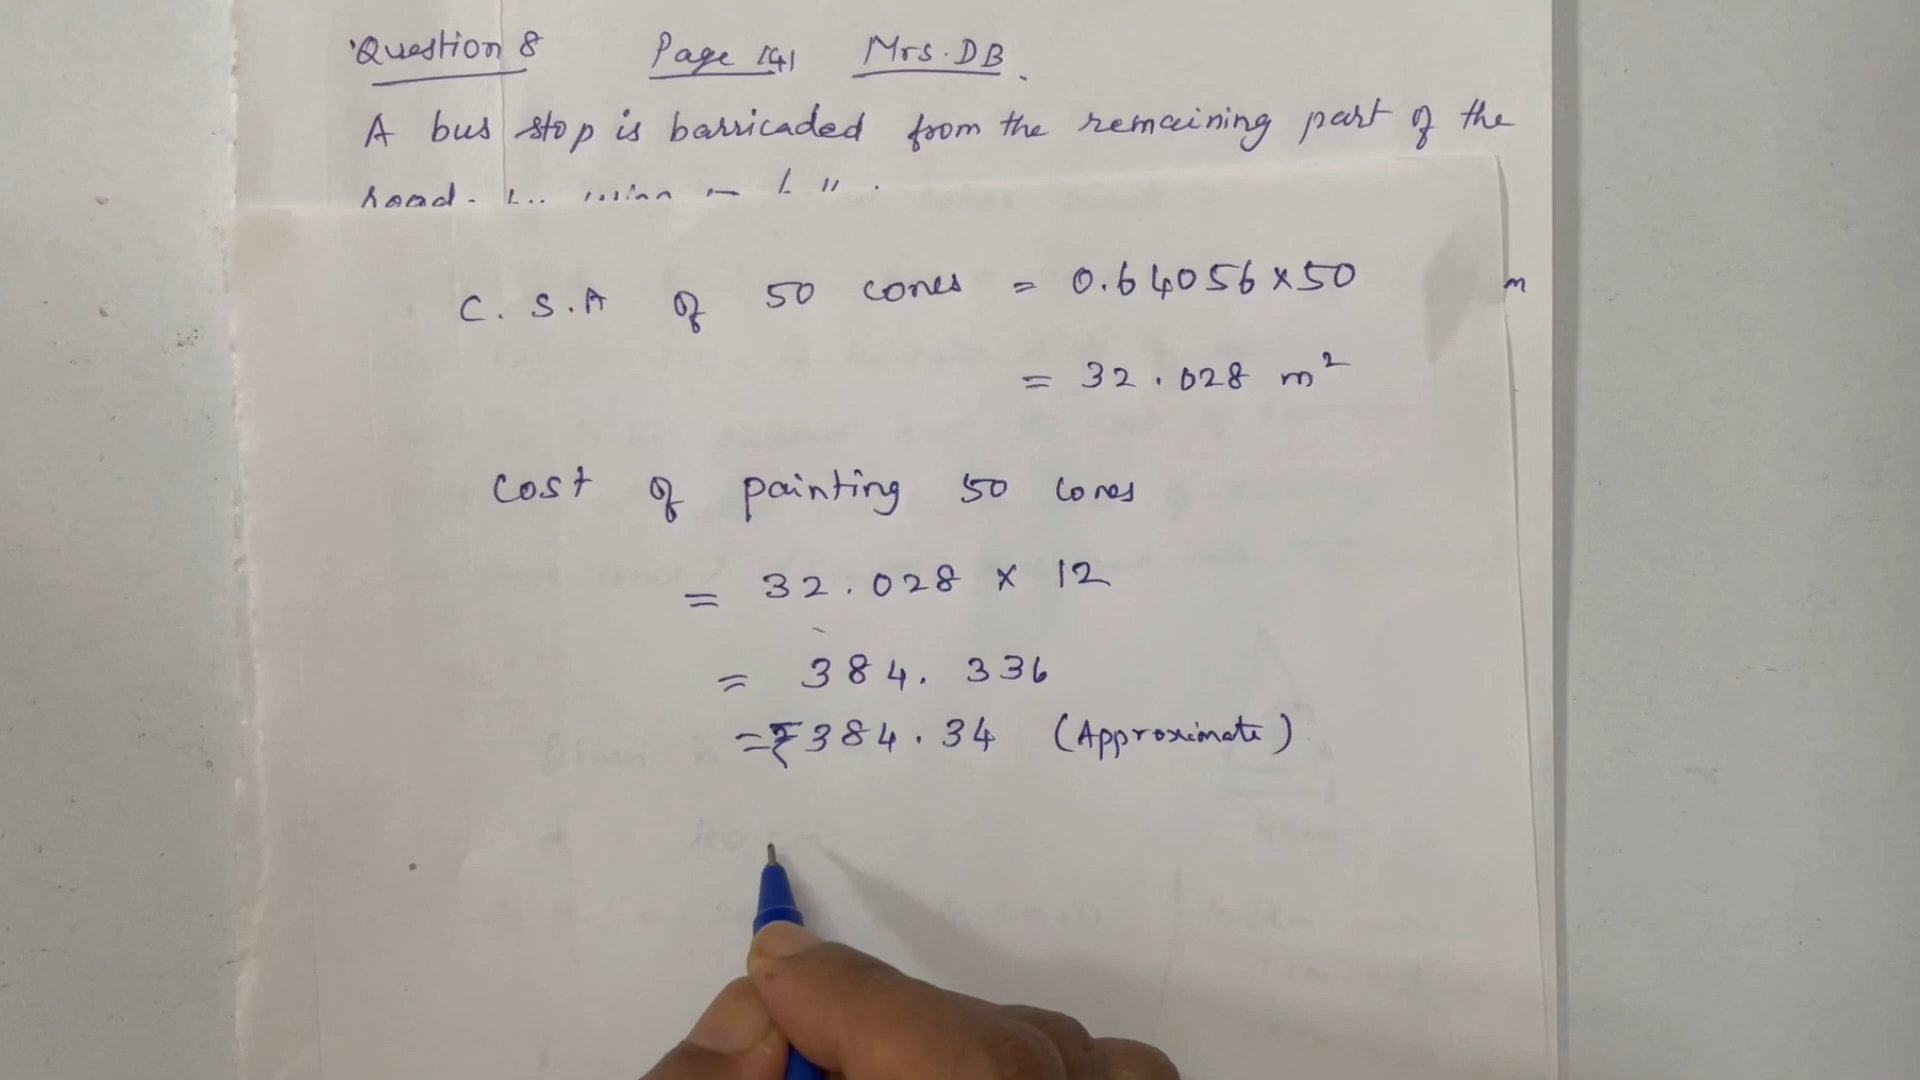 Question 8 Page 141 Mrs. DB
A bus stop is barricaded from the remaining part of the
road
C. S. A of 50 cones = 0.64056 x 50
m
= 32.028 m²
cost of painting 50 cones
= 32.028 x 12
= 384.336
= ₹384.34 (Approximate)